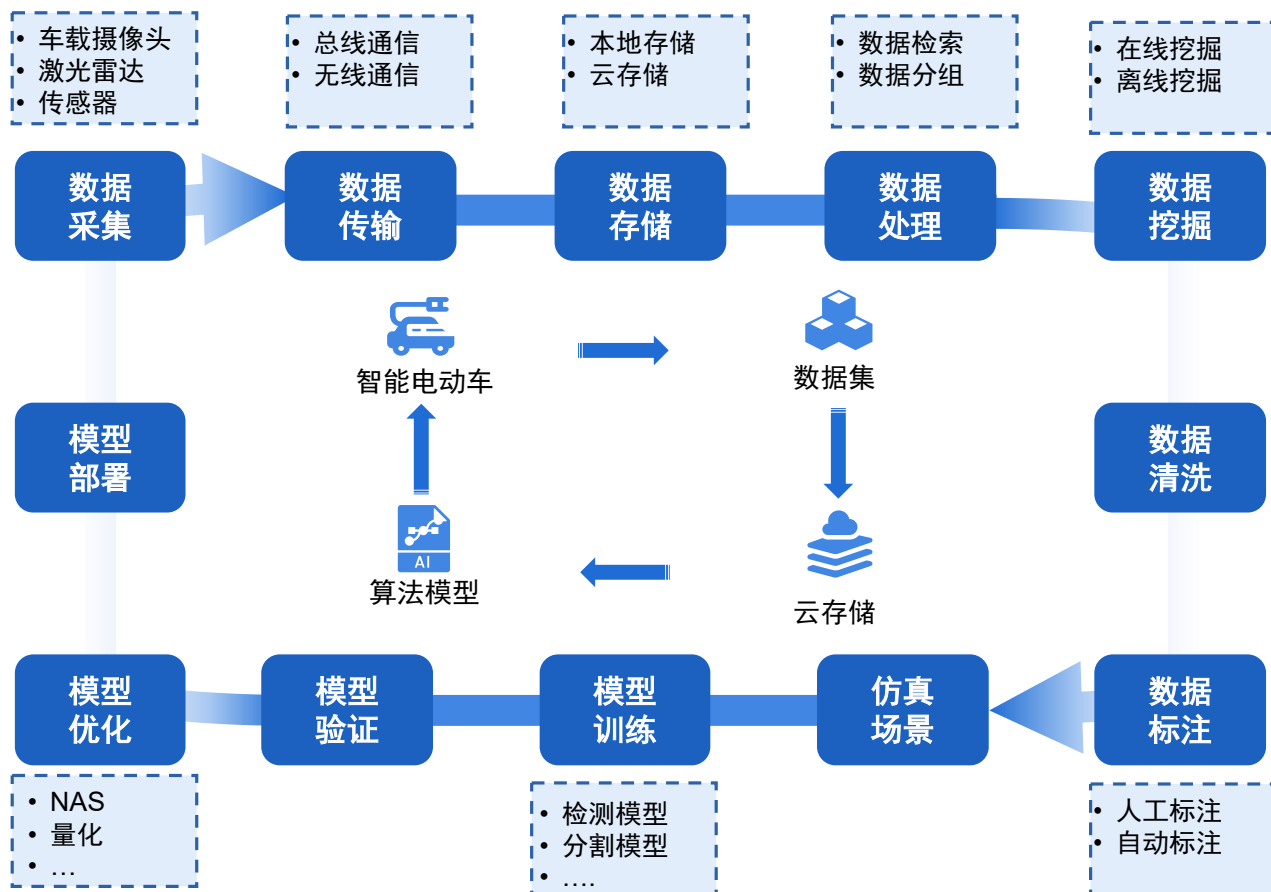 • 车载摄像头
• 激光雷达
• 传感器
• 总线通信
• 无线通信
• 本地存储
• 云存储
• 数据检索
• 数据分组
• 在线挖掘
• 离线挖掘
数据
采集
数据
传输
数据
存储
数据
处理
数据
挖掘
智能电动车
数据集
模型
部署
数据
清洗
AI
算法模型
云存储
模型
优化
模型
验证
模型
训练
仿真
场景
数据
标注
• NAS
• 量化
• …
• 检测模型
• 分割模型
• ….
• 人工标注
• 自动标注